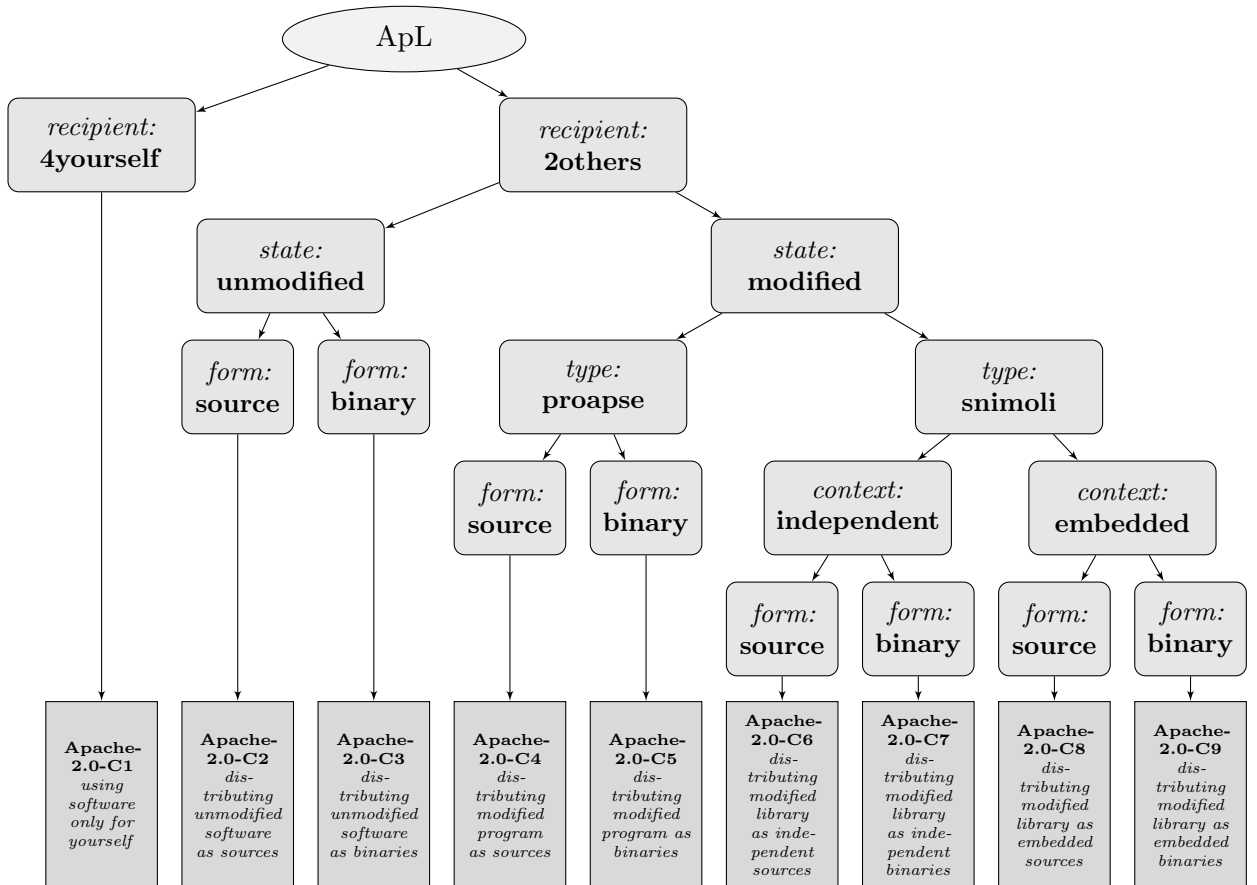 ApL
recipient:
4yourself
recipient:
2others
state:
unmodified
state:
modified
form:
source
form:
binary
type:
proapse
type:
snimoli
form:
source
form:
binary
context:
independent
context:
embedded
form:
source
form:
binary
form:
source
form:
binary
Apache-
2.0-C1
using
software
only for
yourself
Apache-
2.0-C2
dis-
tributing
unmodified
software
as sources
Apache-
2.0-C3
dis-
tributing
unmodified
software
as binaries
Apache-
2.0-C4
dis-
tributing
modified
program
as sources
Apache-
2.0-C5
dis-
tributing
modified
program as
binaries
Apache-
2.0-C6
dis-
tributing
modified
library
as inde-
pendent
sources
Apache-
2.0-C7
dis-
tributing
modified
library
as inde-
pendent
binaries
Apache-
2.0-C8
dis-
tributing
modified
library as
embedded
sources
Apache-
2.0-C9
dis-
tributing
modified
library as
embedded
binaries